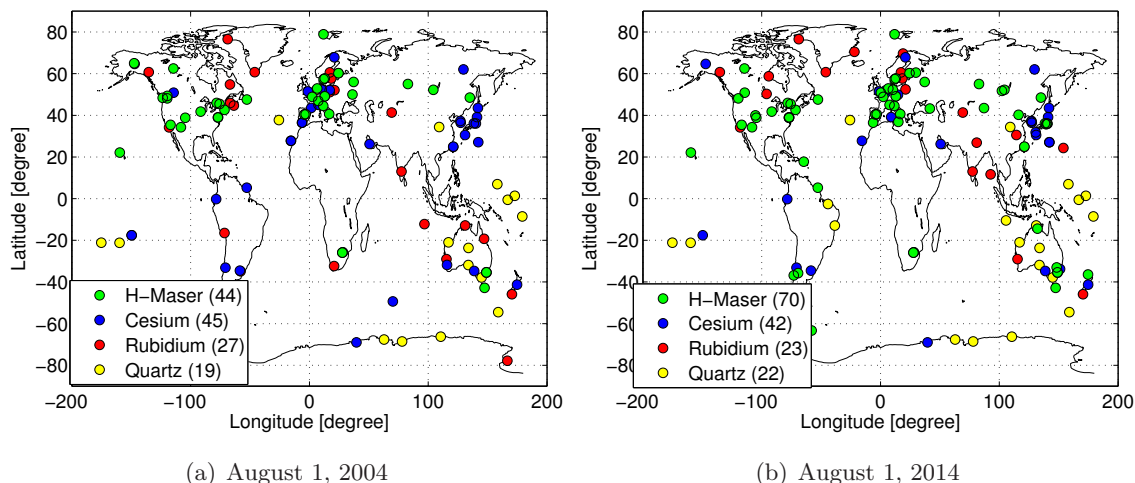 80
60
40
20
0
−20
−40
−60
−80
Latitude [degree]
H−Maser (44)
Cesium (45)
Rubidium (27)
Quartz (19)
−200 −100 0 100 200
Longitude [degree]
(a) August 1, 2004
80
60
40
20
0
−20
−40
−60
−80
Latitude [degree]
H−Maser (70)
Cesium (42)
Rubidium (23)
Quartz (22)
−200 −100 0 100 200
Longitude [degree]
(b) August 1, 2014